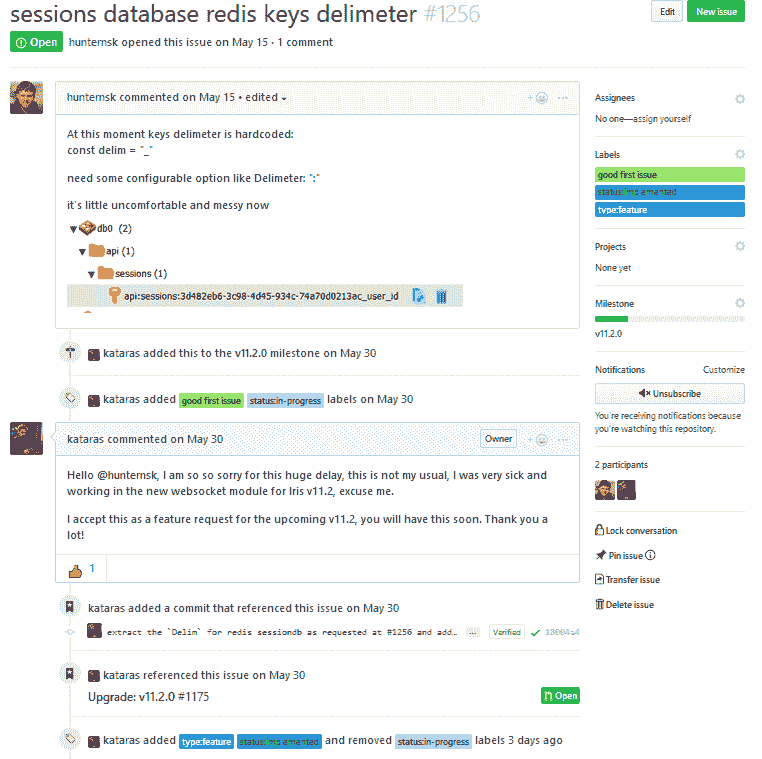 sessions database redis keys delimeter #1256
Edit
New issue
Open
hunternsk opened this issue on May 15 · 1 comment
hunternsk commented on May 15 • edited
At this moment keys delimeter is hardcoded:
const delim = "_"
need some configurable option like Delimeter: ":"
it's little uncomfortable and messy now
db0 (2)
api (1)
sessions (1)
api:sessions:3d482eb6-3c98-4d45-934c-74a70d0213ac_user_id
kataras added this to the v11.2.0 milestone on May 30
kataras added good first issue status:in-progress labels on May 30
kataras commented on May 30
Owner
Hello @hunternsk, I am so so sorry for this huge delay, this is not my usual, I was very sick and
working in the new websocket module for Iris v11.2, excuse me.
I accept this as a feature request for the upcoming v11.2, you will have this soon. Thank you a
lot!
1
kataras added a commit that referenced this issue on May 30
extract the `Delim` for redis sessiondb as requested at #1256 and add…
...
Verified
kataras referenced this issue on May 30
Upgrade: v11.2.0 #1175
Open
kataras added type:feature status: and removed status:in-progress labels 3 days ago
Assignees
No one—assign yourself
Labels
good first issue
status:
type:feature
Projects
None yet
Milestone
v11.2.0
Notifications
Customize
Unsubscribe
You're receiving notifications because
you're watching this repository.
2 participants
Lock conversation
Pin issue
Transfer issue
Delete issue